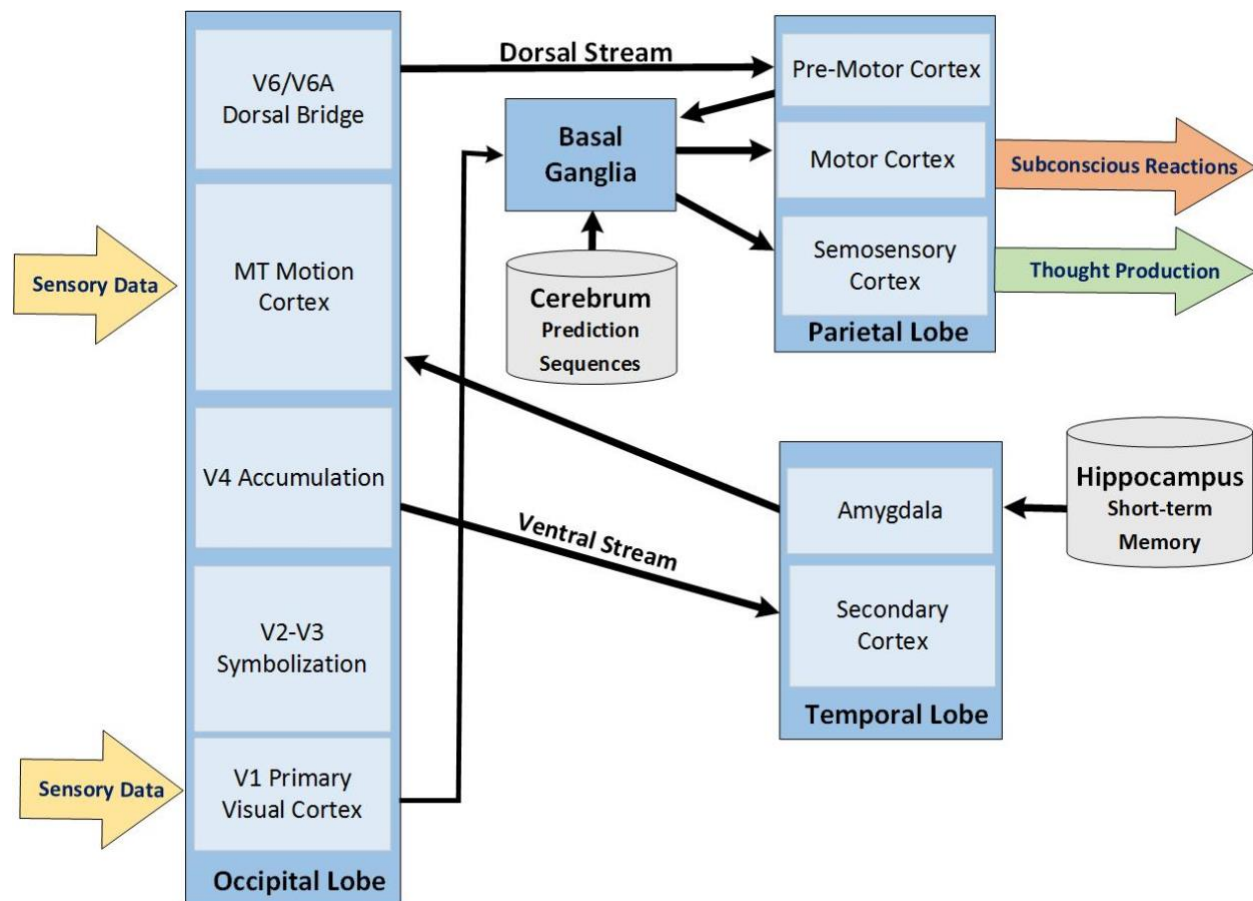 V6/V6A
Dorsal Bridge
MT Motion
Cortex
V4 Accumulation
V2-V3
Symbolization
V1 Primary
Visual Cortex
Occipital Lobe
Sensory Data
Sensory Data
Dorsal Stream
Basal
Ganglia
Cerebrum
Prediction
Sequences
Ventral Stream
Pre-Motor Cortex
Motor Cortex
Semosensory
Cortex
Parietal Lobe
Subconscious Reactions
Thought Production
Amygdala
Secondary
Cortex
Temporal Lobe
Hippocampus
Short-term
Memory